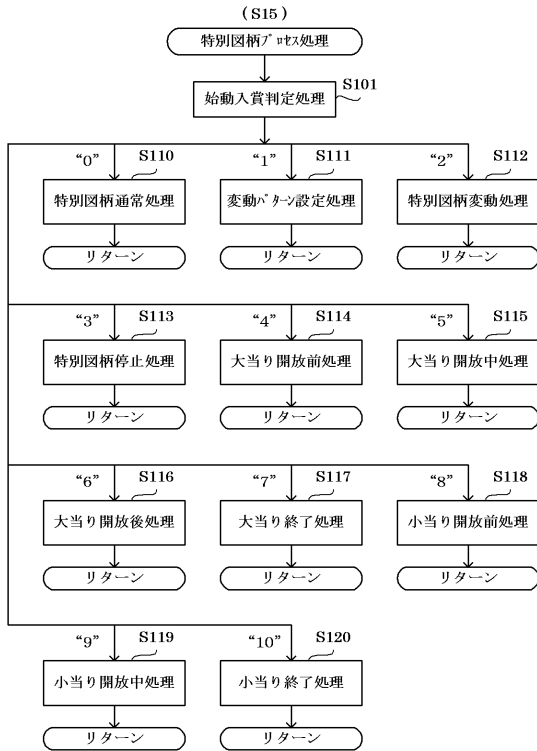 (S15)
特別図柄ﾌﾟﾛｾｽ処理
S101
始動入賞判定処理
“0” S110 “1” S111 “2” S112
特別図柄通常処理 変動ﾊﾟﾀｰﾝ設定処理 特別図柄変動処理
リターン リターン リターン
“3” S113 “4” S114 “5” S115
特別図柄停止処理 大当り開放前処理 大当り開放中処理
リターン リターン リターン
“6” S116 “7” S117 “8” S118
大当り開放後処理 大当り終了処理 小当り開放前処理
リターン リターン リターン
“9” S119 “10” S120
小当り開放中処理 小当り終了処理
リターン リターン